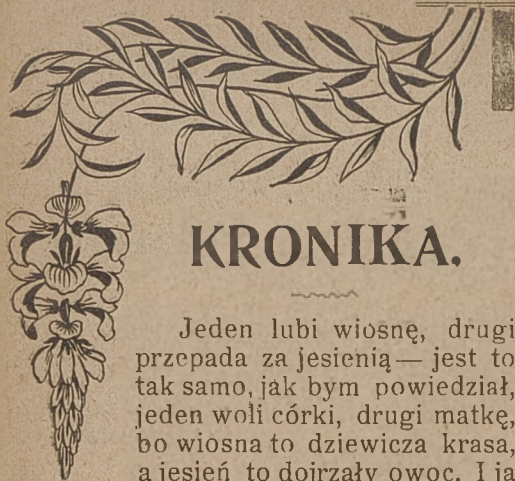 KRONIKA.
Jeden lubi wiosnę, drugi
przepada za jesienią — jest to
tak samo, jak bym powiedział,
jeden woli córki, drugi matkę,
bo wiosna to dziewicza krasa,
a jesień to dojrzały owoc. I ja